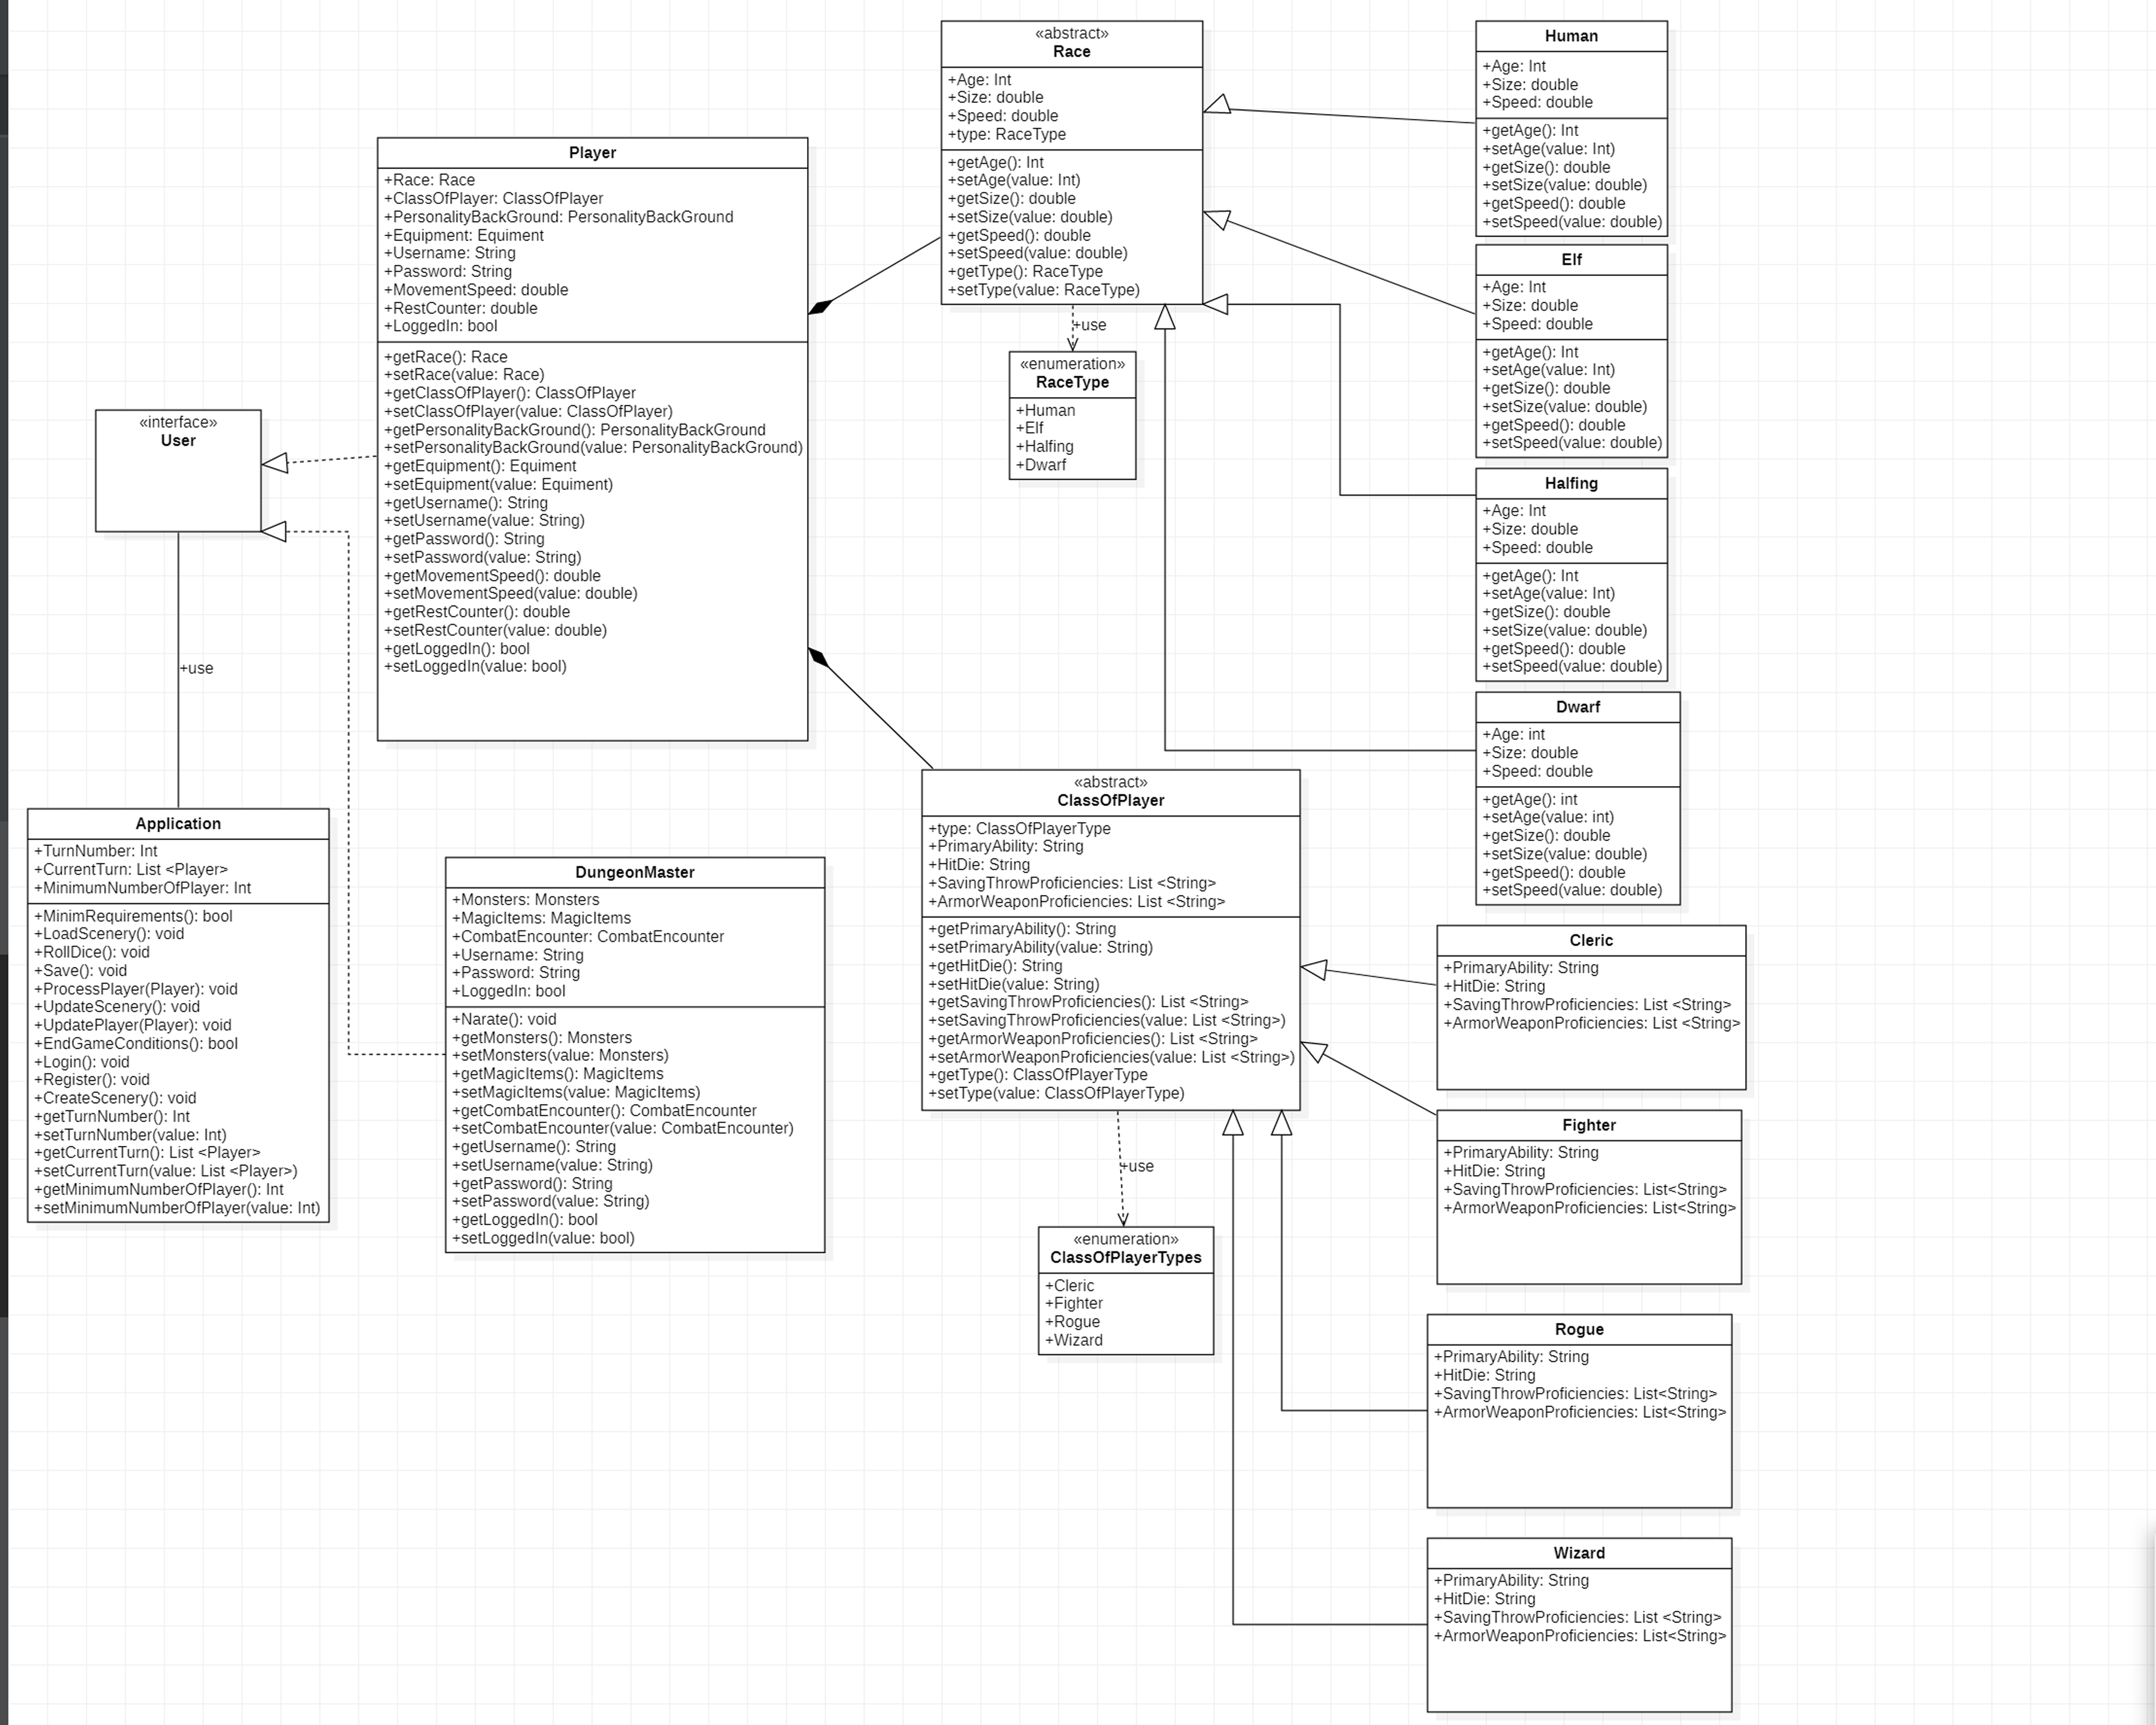 «interface»
User
+use
Application
+TurnNumber: Int
+CurrentTurn: List <Player>
+MinimumNumberOfPlayer: Int
+MinimRequirements(): bool
+LoadScenery(): void
+RollDice(): void
+Save(): void
+ProcessPlayer(Player): void
+UpdateScenery(): void
+UpdatePlayer(Player): void
+EndGameConditions(): bool
+Login(): void
+Register(): void
+CreateScenery(): void
+getTurnNumber(): Int
+setTurnNumber(value: Int)
+getCurrentTurn(): List <Player>
+setCurrentTurn(value: List <Player>)
+getMinimumNumberOfPlayer(): Int
+setMinimumNumberOfPlayer(value: Int)
Player
+Race: Race
+ClassOfPlayer: ClassOfPlayer
+PersonalityBackGround: PersonalityBackGround
+Equipment: Equiment
+Username: String
+Password: String
+MovementSpeed: double
+RestCounter: double
+LoggedIn: bool
+getRace(): Race
+setRace(value: Race)
+getClassOfPlayer(): ClassOfPlayer
+setClassOfPlayer(value: ClassOfPlayer)
+getPersonalityBackGround(): PersonalityBackGround
+setPersonalityBackGround(value: PersonalityBackGround)
+getEquipment(): Equiment
+setEquipment(value: Equiment)
+getUsername(): String
+setUsername(value: String)
+getPassword(): String
+setPassword(value: String)
+getMovementSpeed(): double
+setMovementSpeed(value: double)
+getRestCounter(): double
+setRestCounter(value: double)
+getLoggedIn(): bool
+setLoggedIn(value: bool)
DungeonMaster
+Monsters: Monsters
+MagicItems: MagicItems
+CombatEncounter: CombatEncounter
+Username: String
+Password: String
+LoggedIn: bool
+Narate(): void
+getMonsters(): Monsters
+setMonsters(value: Monsters)
+getMagicItems(): MagicItems
+setMagicItems(value: MagicItems)
+getCombatEncounter(): CombatEncounter
+setCombatEncounter(value: CombatEncounter)
+getUsername(): String
+setUsername(value: String)
+getPassword(): String
+setPassword(value: String)
+getLoggedIn(): bool
+setLoggedIn(value: bool)
«abstract»
Race
+Age: Int
+Size: double
+Speed: double
+type: RaceType
+getAge(): Int
+setAge(value: Int)
+getSize(): double
+setSize(value: double)
+getSpeed(): double
+setSpeed(value: double)
+getType(): RaceType
+setType(value: RaceType)
+use
«enumeration»
RaceType
+Human
+Elf
+Halfing
+Dwarf
«abstract»
ClassOfPlayer
+type: ClassOfPlayerType
+PrimaryAbility: String
+HitDie: String
+SavingThrowProficiencies: List <String>
+ArmorWeaponProficiencies: List <String>
+getPrimaryAbility(): String
+setPrimaryAbility(value: String)
+getHitDie(): String
+setHitDie(value: String)
+getSavingThrowProficiencies(): List <String>
+setSavingThrowProficiencies(value: List <String>)
+getArmorWeaponProficiencies(): List <String>
+setArmorWeaponProficiencies(value: List <String>)
+getType(): ClassOfPlayerType
+setType(value: ClassOfPlayerType)
+use
«enumeration»
ClassOfPlayerTypes
+Cleric
+Fighter
+Rogue
+Wizard
Human
+Age: Int
+Size: double
+Speed: double
+getAge(): Int
+setAge(value: Int)
+getSize(): double
+setSize(value: double)
+getSpeed(): double
+setSpeed(value: double)
Elf
+Age: Int
+Size: double
+Speed: double
+getAge(): Int
+setAge(value: Int)
+getSize(): double
+setSize(value: double)
+getSpeed(): double
+setSpeed(value: double)
Halfing
+Age: Int
+Size: double
+Speed: double
+getAge(): Int
+setAge(value: Int)
+getSize(): double
+setSize(value: double)
+getSpeed(): double
+setSpeed(value: double)
Dwarf
+Age: int
+Size: double
+Speed: double
+getAge(): int
+setAge(value: int)
+getSize(): double
+setSize(value: double)
+getSpeed(): double
+setSpeed(value: double)
Cleric
+PrimaryAbility: String
+HitDie: String
+SavingThrowProficiencies: List <String>
+ArmorWeaponProficiencies: List <String>
Fighter
+PrimaryAbility: String
+HitDie: String
+SavingThrowProficiencies: List<String>
+ArmorWeaponProficiencies: List<String>
Rogue
+PrimaryAbility: String
+HitDie: String
+SavingThrowProficiencies: List<String>
+ArmorWeaponProficiencies: List<String>
Wizard
+PrimaryAbility: String
+HitDie: String
+SavingThrowProficiencies: List <String>
+ArmorWeaponProficiencies: List<String>